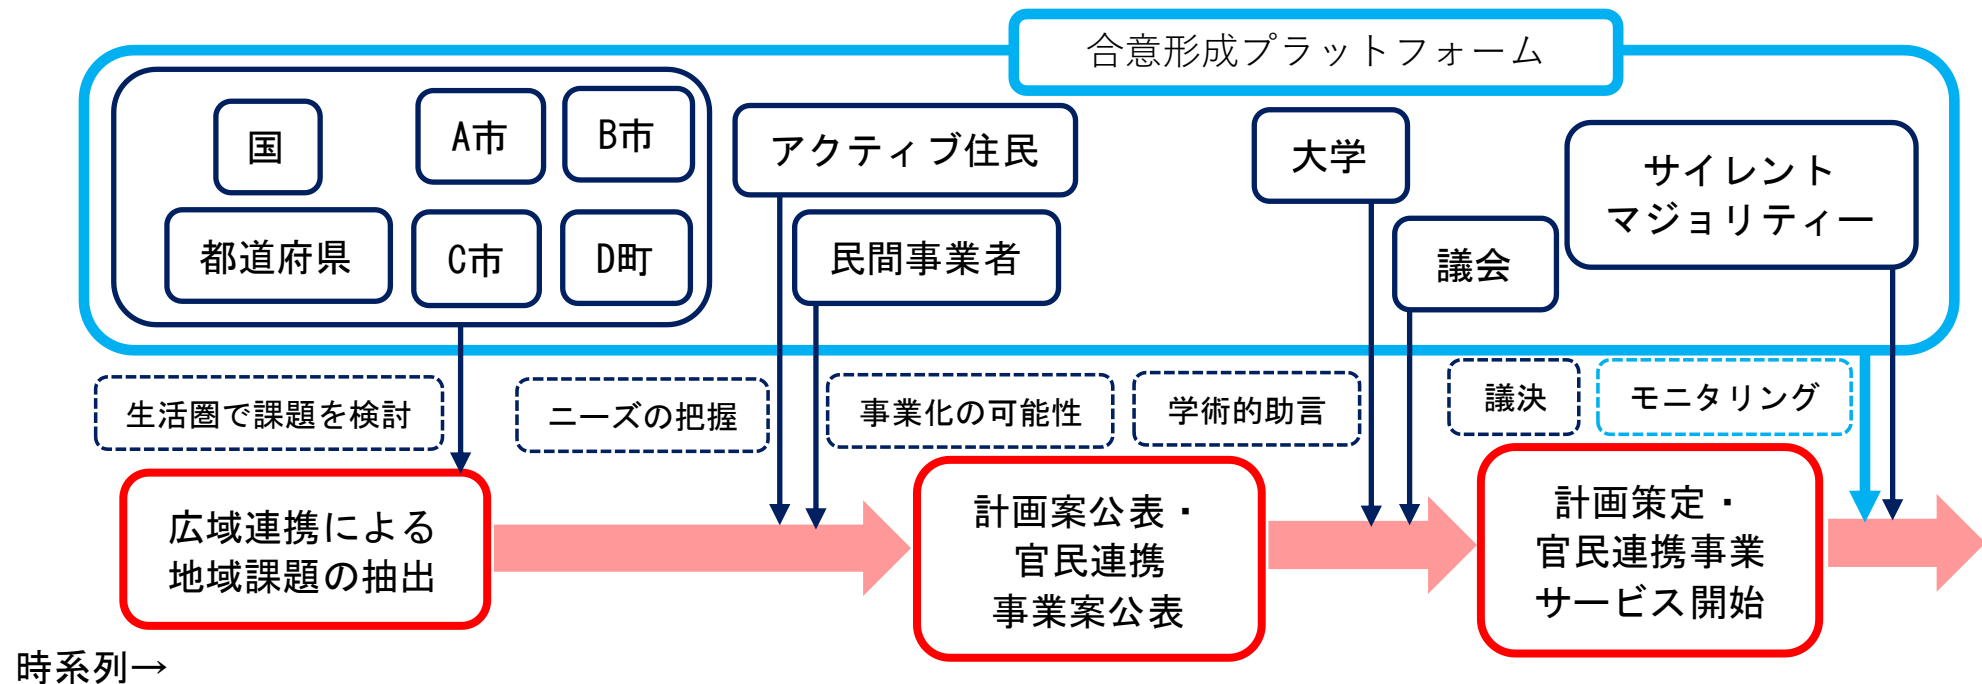 合意形成プラットフォーム
国
A市
B市
都道府県
C市
D町
アクティブ住民
民間事業者
大学
議会
サイレント
マジョリティー
生活圏で課題を検討
ニーズの把握
事業化の可能性
学術的助言
議決
モニタリング
広域連携による
地域課題の抽出
計画案公表・
官民連携
事業案公表
計画策定・
官民連携事業
サービス開始
時系列→